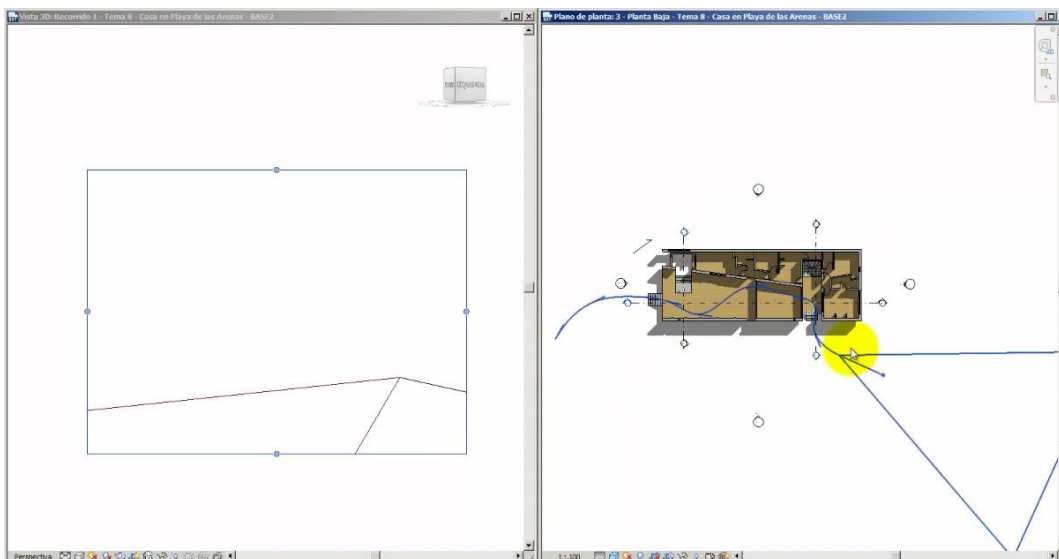 Vista 3D: Recorrido 1 - Tema 8 - Casa en Playa de las Arenas - BASE2
IZQUIERDA
Perspectiva
Plano de planta: 3 - Planta Baja - Tema 8 - Casa en Playa de las Arenas - BASE2
1 : 100